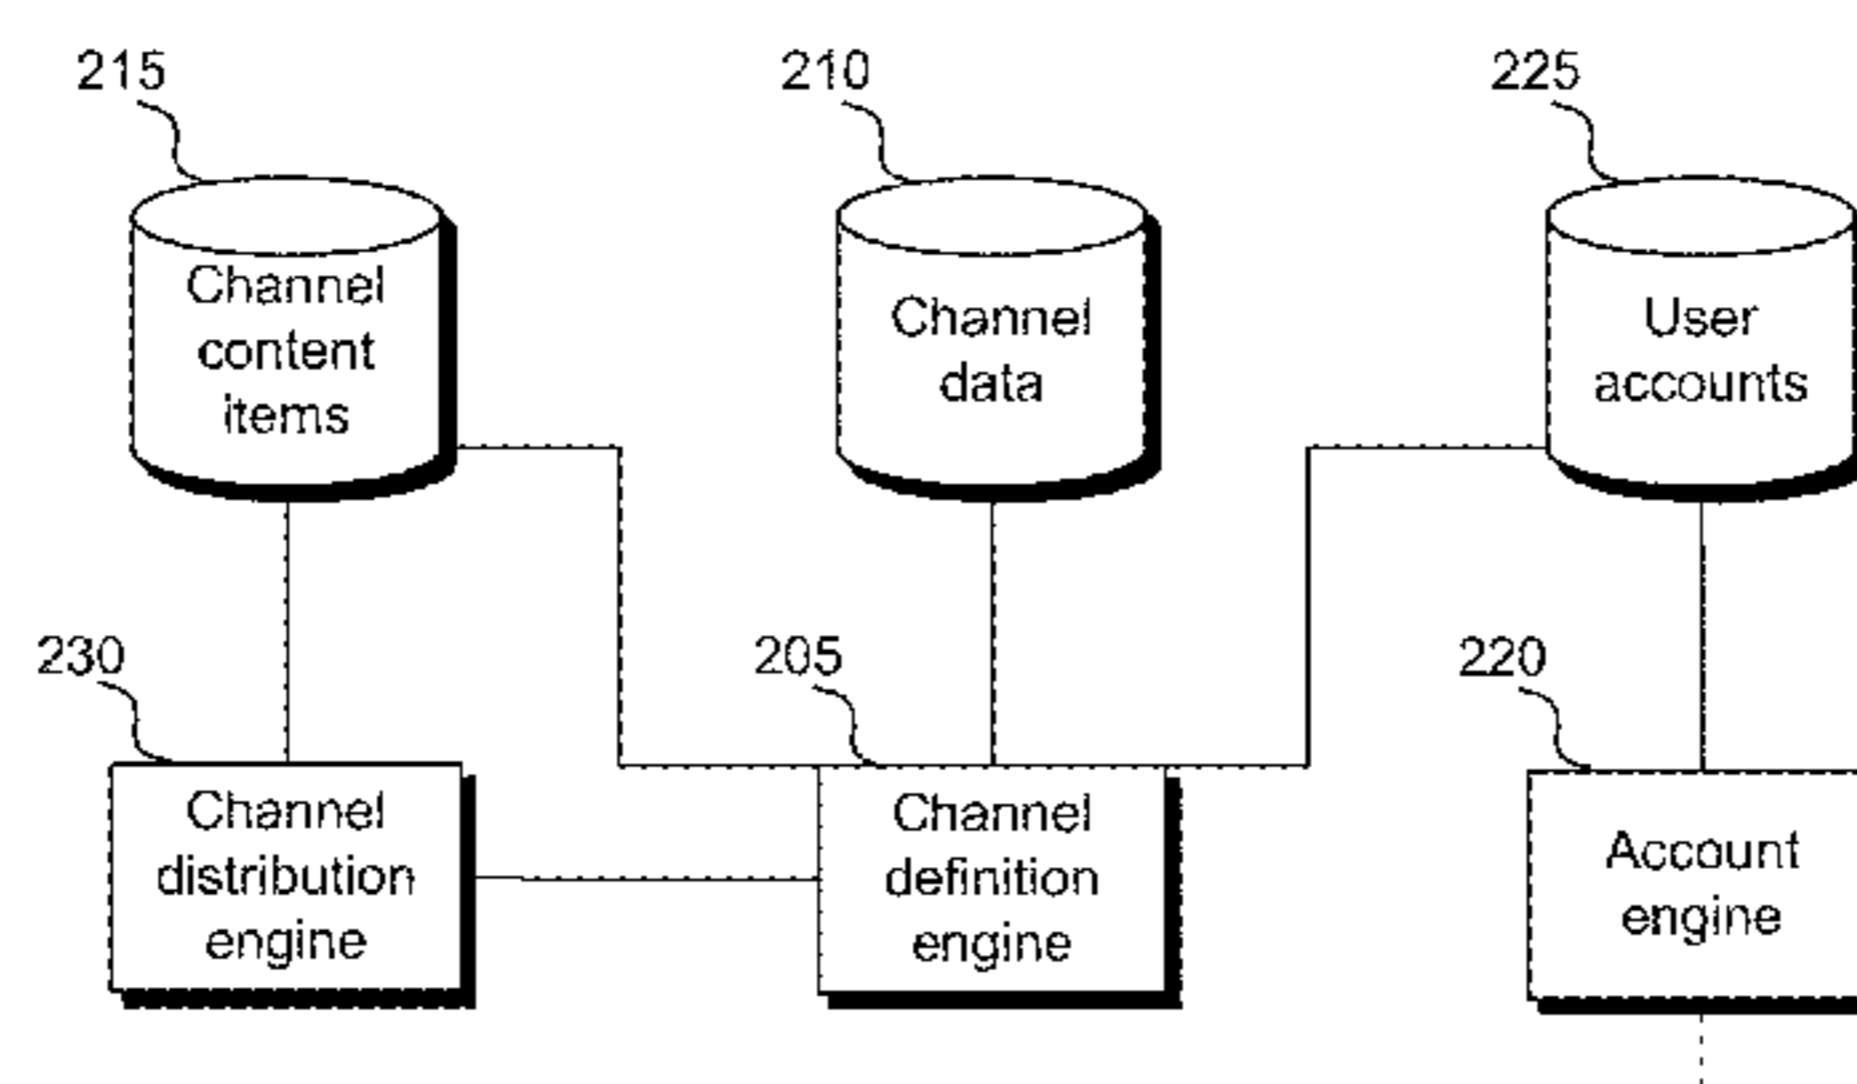 215
210
225
Channel
content
items
Channel
data
User
accounts
230
205
220
Channel
distribution
engine
Channel
definition
engine
Account
engine